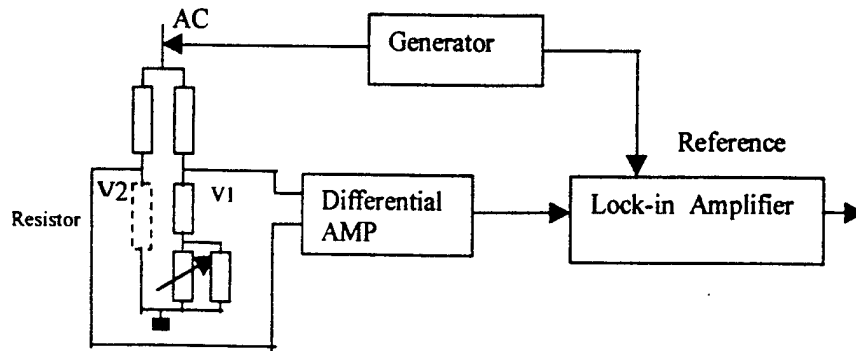 AC
Generator
Reference
V2
V1
Resistor
Differential
AMP
Lock-in Amplifier